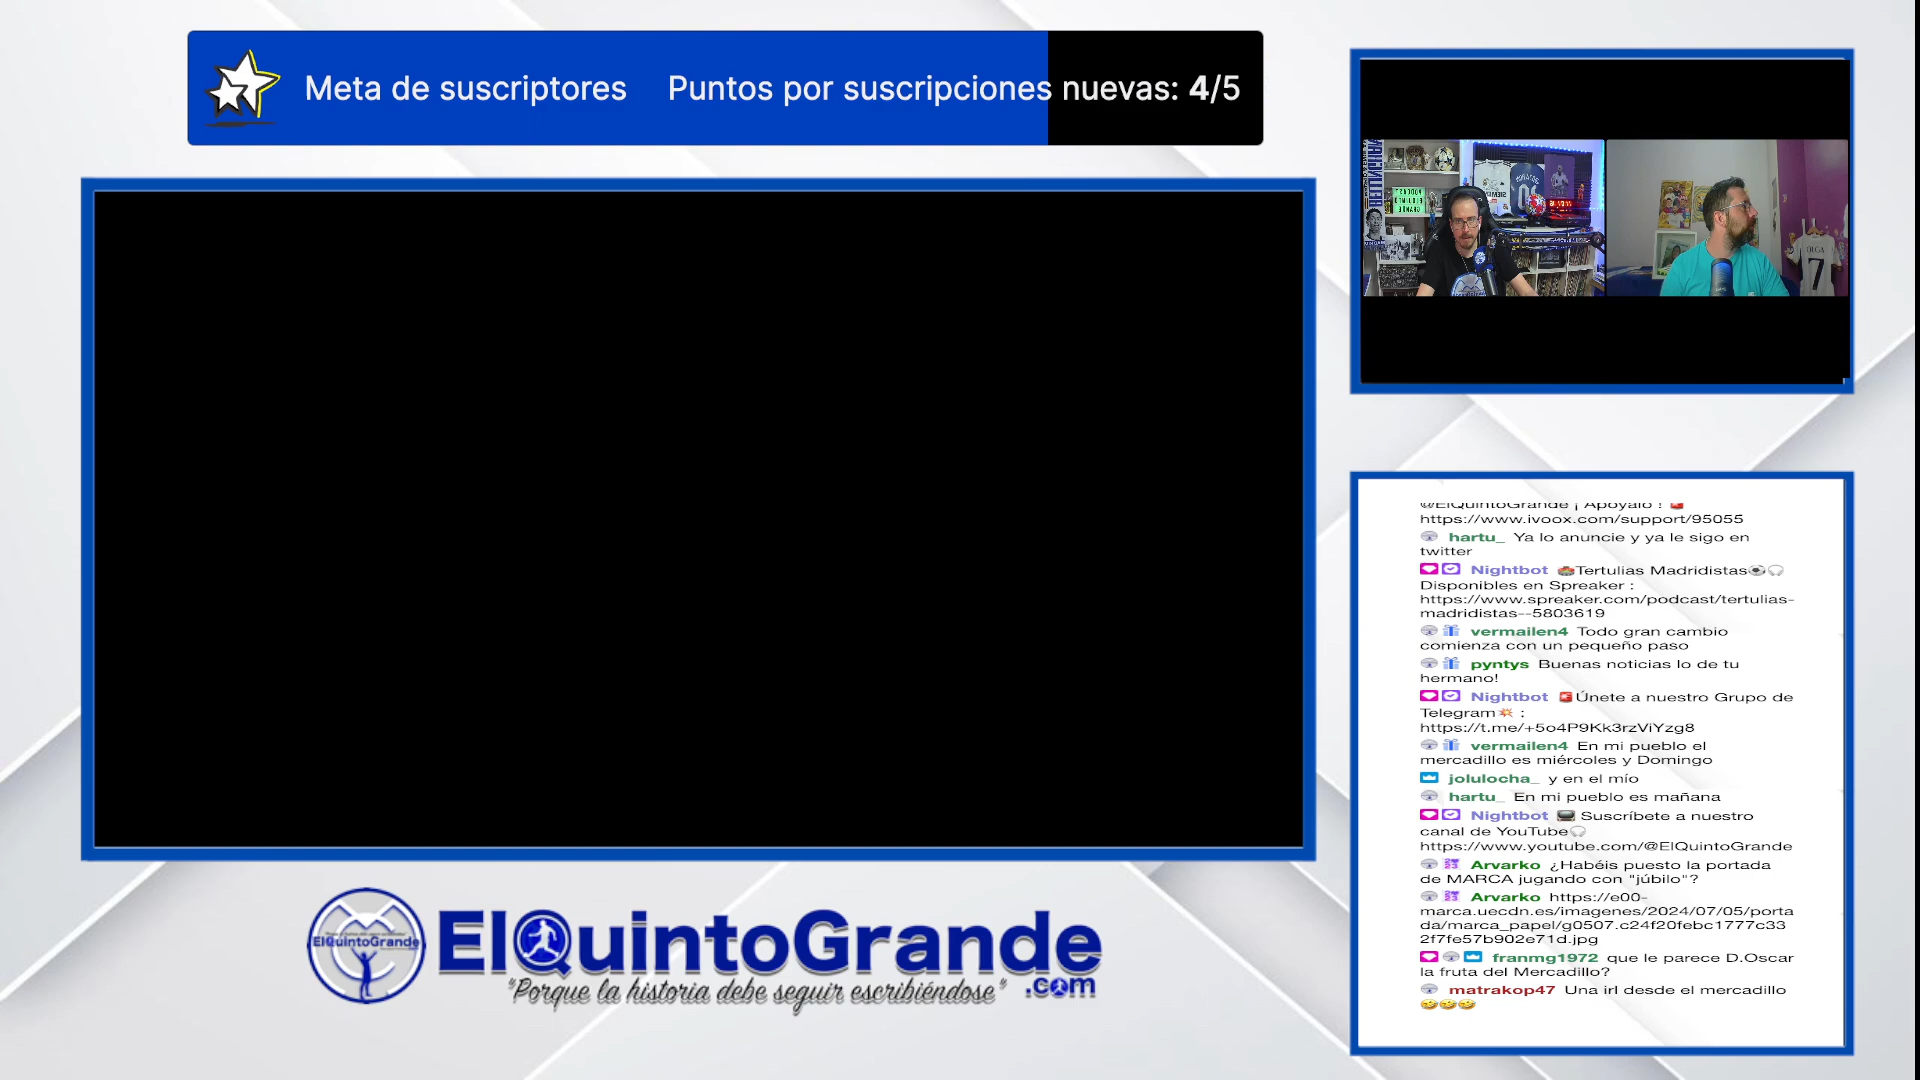 Meta de suscriptores Puntos por suscripciones nuevas: 4/5
OLGA
7
@ElQuintoGrande ¡ Apóyalo !
https://www.ivoox.com/support/95055
hartu_ Ya lo anuncie y ya le sigo en
twitter
Nightbot Tertulias Madridistas
Disponibles en Spreaker :
https://www.spreaker.com/podcast/tertulias-
madridistas--5803619
vermailen4 Todo gran cambio
comienza con un pequeño paso
pyntys Buenas noticias lo de tu
hermano!
Nightbot Únete a nuestro Grupo de
Telegram :
https://t.me/+5o4P9Kk3rzViYzg8
vermailen4 En mi pueblo el
mercadillo es miércoles y Domingo
jolulocha_ y en el mío
hartu_ En mi pueblo es mañana
Nightbot Suscríbete a nuestro
canal de YouTube
https://www.youtube.com/@ElQuintoGrande
Arvarko ¿Habéis puesto la portada
de MARCA jugando con "júbilo"?
Arvarko https://e00-
marca.uecdn.es/imagenes/2024/07/05/porta
da/marca_papel/g0507.c24f20febc1777c33
2f7fe57b902e71d.jpg
franmg1972 que le parece D.Oscar
la fruta del Mercadillo?
matrakop47 Una irl desde el mercadillo
ElQuintoGrande
ElQuintoGrande
"Porque la historia debe seguir escribiéndose" .com